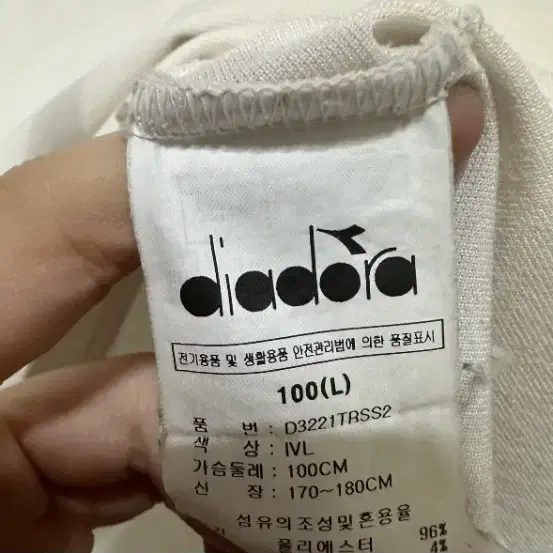 diadora
전기용품 및 생활용품 안전관리법에 의한 품질표시
100(L)
품 번 : D3221TRSS2
색 상 : IVL
가슴둘레 : 100CM
신 장 : 170~180CM
섬유의조성및혼용율
폴리에스터 96%
4%